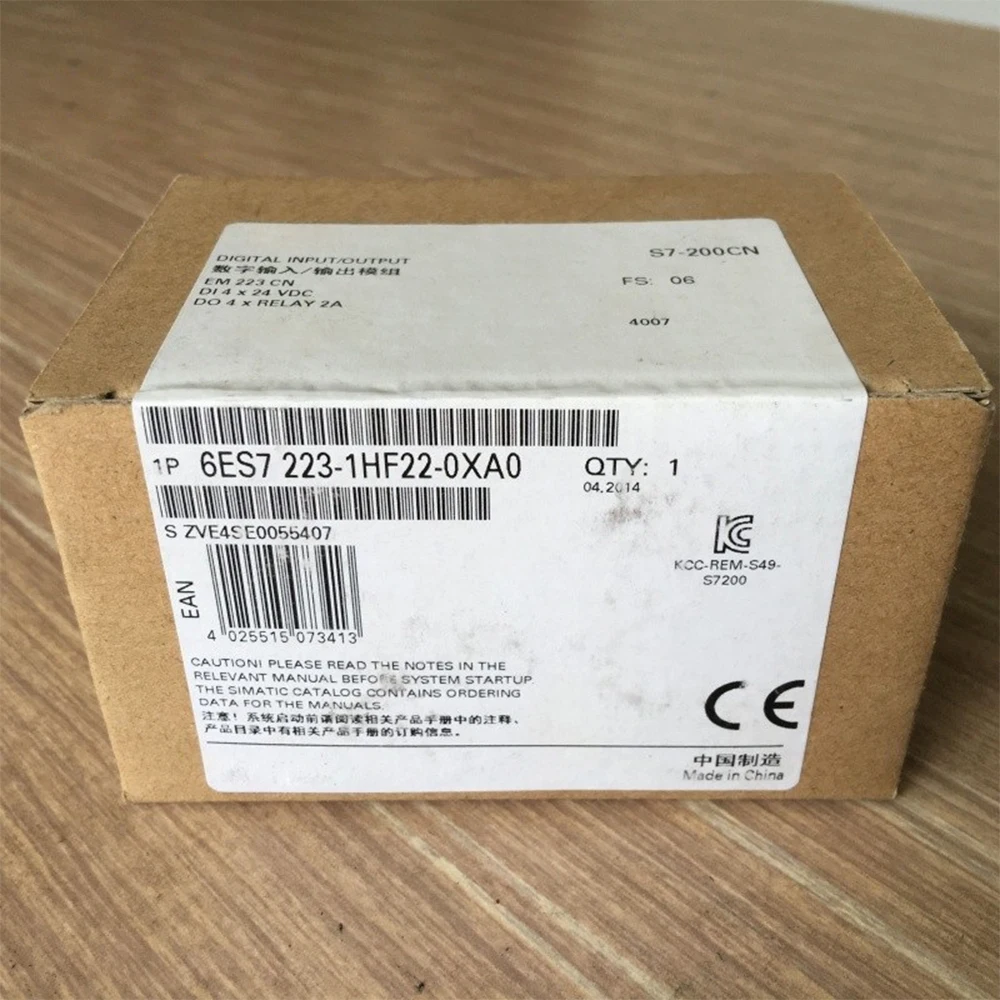 DIGITAL INPUT/OUTPUT
数字输入/输出模组
EM 223 CN
DI 4 x 24 VDC
DO 4 x RELAY 2A
S7-200CN
FS: 06
4007
1P 6ES7 223-1HF22-0XA0
QTY: 1
04.2014
S ZVE4SE0055407
KCC-REM-S49-
S7200
EAN
4 025515 073413
CAUTION! PLEASE READ THE NOTES IN THE
RELEVANT MANUAL BEFORE SYSTEM STARTUP.
THE SIMATIC CATALOG CONTAINS ORDERING
DATA FOR THE MANUALS.
注意！系统启动前请阅读相关产品手册中的注释、
产品目录中有相关产品手册的订购信息。
CE
中国制造
Made in China